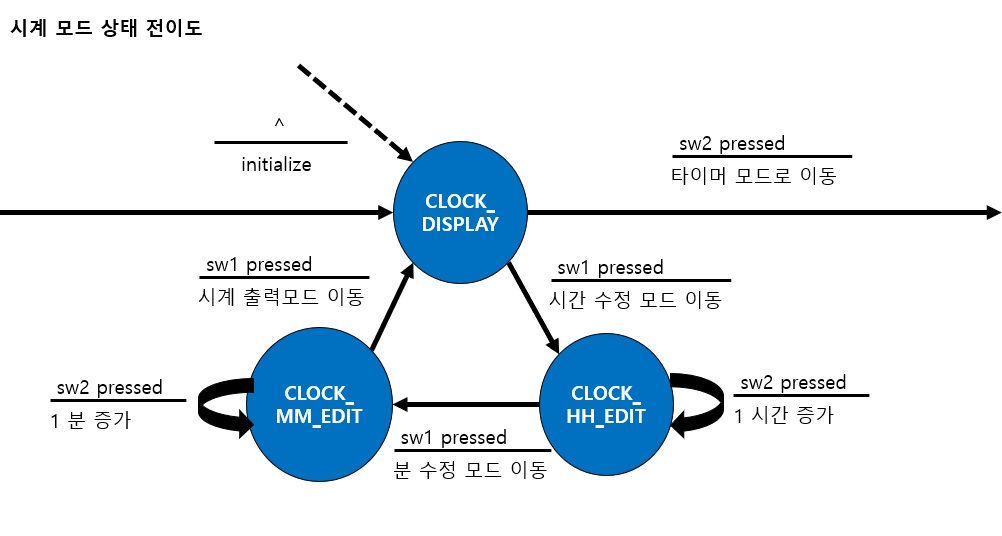 시계 모드 상태 전이도
^
initialize
sw2 pressed
타이머 모드로 이동
CLOCK_
DISPLAY
sw1 pressed
시계 출력모드 이동
sw1 pressed
시간 수정 모드 이동
sw2 pressed
1 분 증가
CLOCK_
MM_EDIT
CLOCK_
HH_EDIT
sw2 pressed
1 시간 증가
sw1 pressed
분 수정 모드 이동